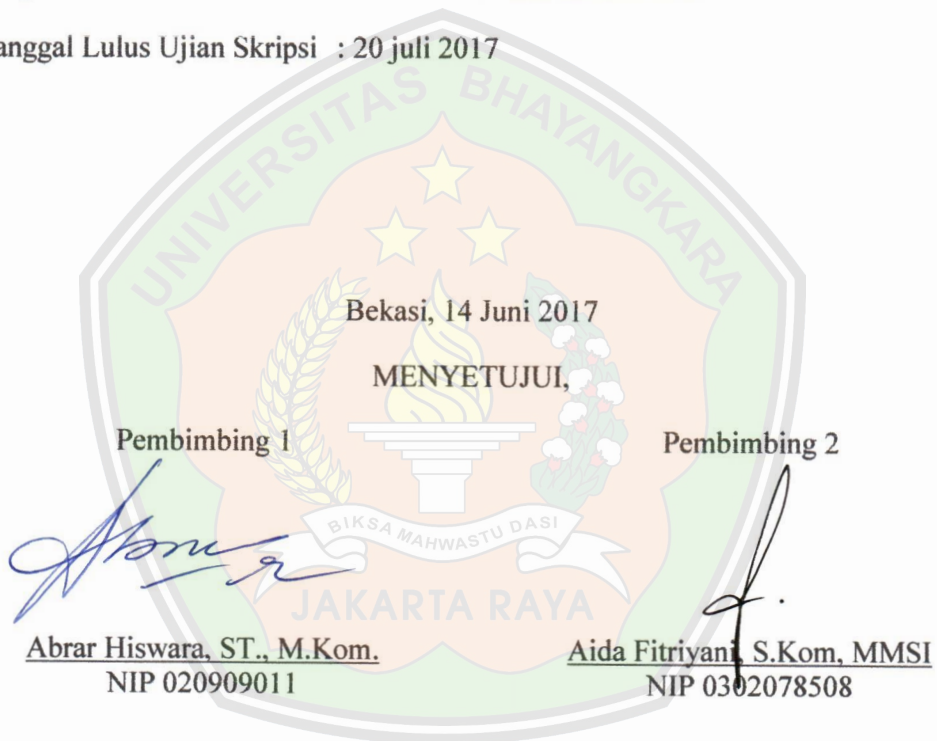 anggal Lulus Ujian Skripsi : 20 juli 2017
UNIVERSITAS BHAYANGKARA
Bekasi, 14 Juni 2017
MENYETUJUI,
Pembimbing 1
Pembimbing 2
BIKSA MAHWASTU DASI
JAKARTA RAYA
Abrar Hiswara, ST., M.Kom.
Aida Fitriyani, S.Kom, MMSI
NIP 020909011
NIP 0302078508